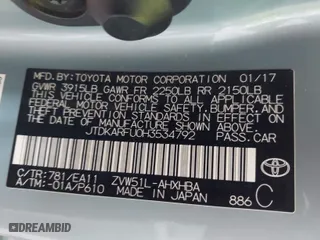 MFD.BY:TOYOTA MOTOR CORPORATION 01/17
GVWR 3915LB GAWR FR 2250LB RR 2150LB
THIS VEHICLE CONFORMS TO ALL APPLICABLE
FEDERAL MOTOR VEHICLE SAFETY, BUMPER, AND
THEFT PREVENTION STANDARDS IN EFFECT ON
THE DATE OF MANUFACTURE SHOWN ABOVE.
JTDKARFU0H3534792 PASS.CAR
C/TR:781/EA11 ZVW51L-AHXHBA
A/TM:-01A/P610 MADE IN JAPAN 886 C
TOYOTA